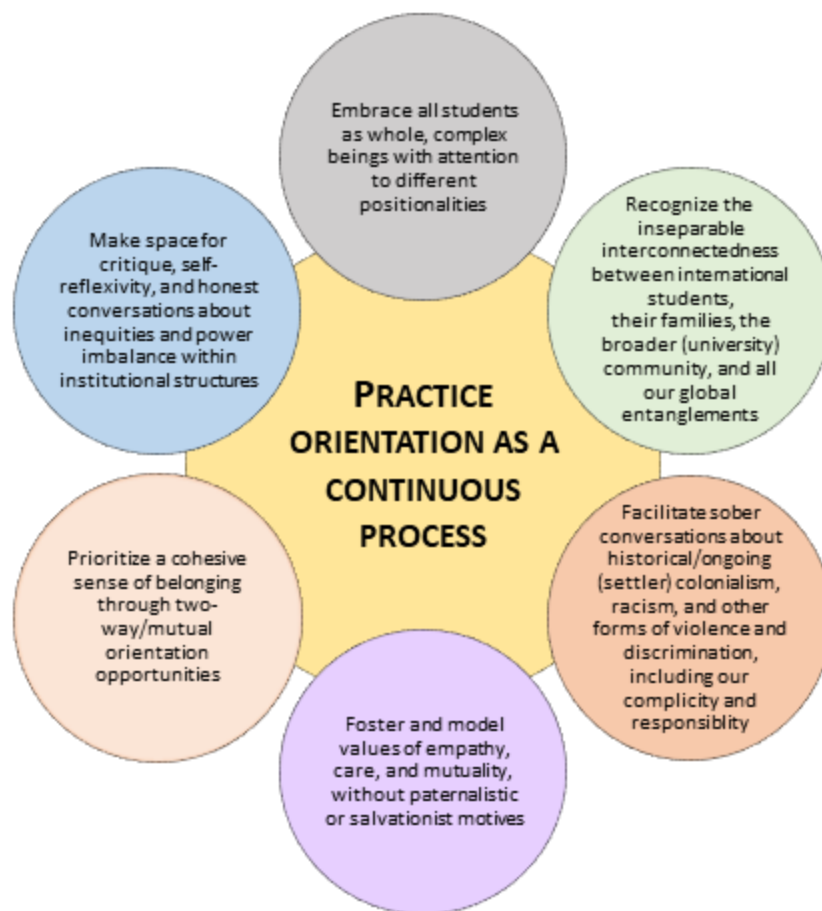 Embrace all students
as whole, complex
beings with attention
to different
positionalities
Recognize the
inseparable
interconnectedness
between international
students,
their families, the
broader (university)
community, and all
our global
entanglements
Facilitate sober
conversations about
historical/ongoing
(settler) colonialism,
racism, and other
forms of violence and
discrimination,
including our
complicity and
responsiblity
Foster and model
values of empathy,
care, and mutuality,
without paternalistic
or salvationist motives
Prioritize a cohesive
sense of belonging
through two-
way/mutual
orientation
opportunities
Make space for
critique, self-
reflexivity, and honest
conversations about
inequities and power
imbalance within
institutional structures
PRACTICE
ORIENTATION AS A
CONTINUOUS
PROCESS